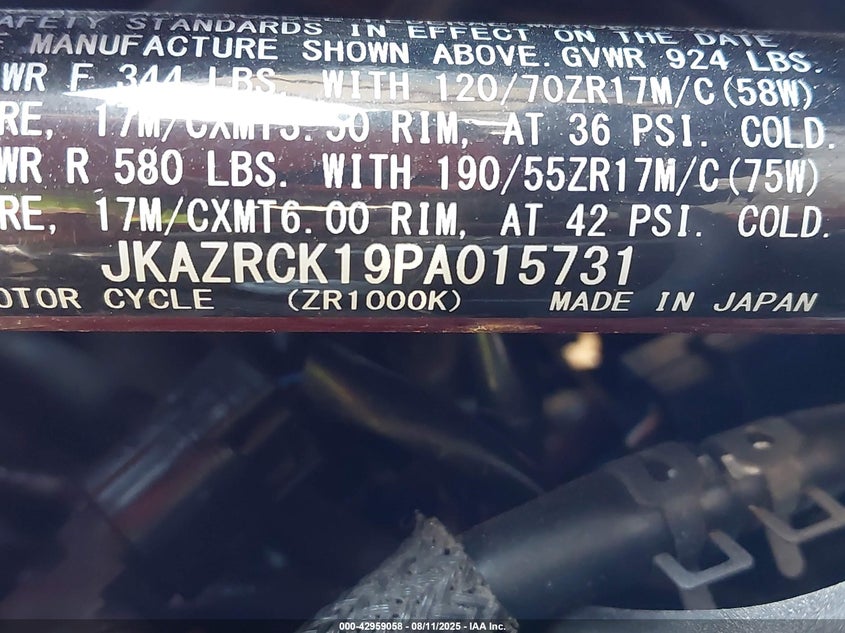 AFETY STANDARDS IN EFFECT ON THE DATE
MANUFACTURE SHOWN ABOVE. GVWR 924 LBS.
WR F 344 LBS. WITH 120/70ZR17M/C(58W)
RE, 17M/CXMT3.50 RIM, AT 36 PSI. COLD.
WR R 580 LBS. WITH 190/55ZR17M/C(75W)
RE, 17M/CXMT6.00 RIM, AT 42 PSI. COLD.
JKAZRCK19PA015731
OTOR CYCLE (ZR1000K) MADE IN JAPAN
000-42959058 - 08/11/2025 - IAA Inc.